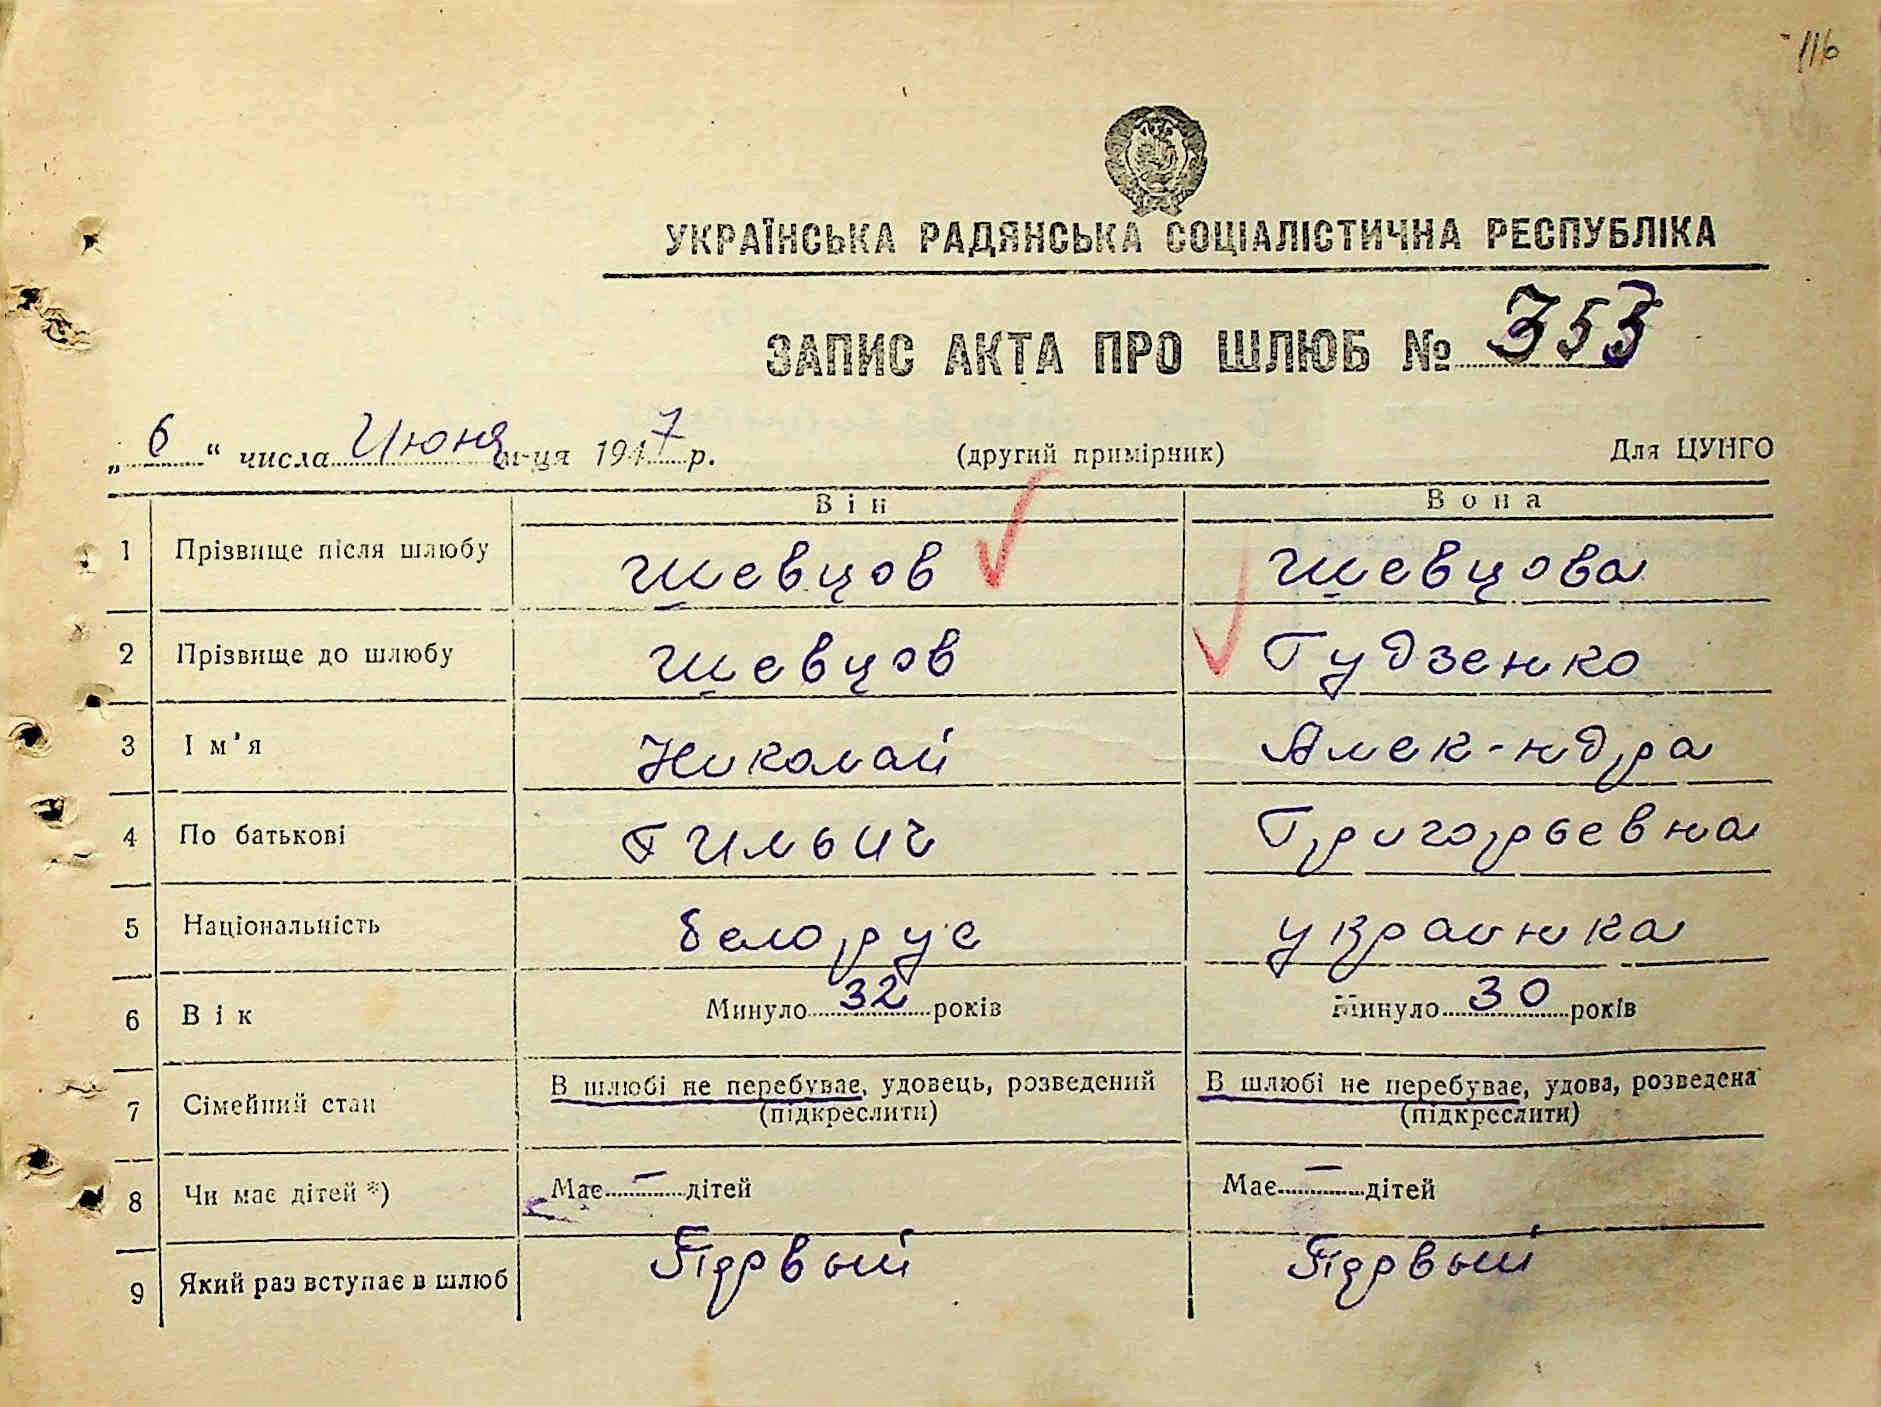 116
УКРАЇНСЬКА РАДЯНСЬКА СОЦІАЛІСТИЧНА РЕСПУБЛІКА
ЗАПИС АКТА ПРО ШЛЮБ № 353
„ 6 “ числа Июня м-ця 1947 р. (другий примірник) Для ЦУНГО
Він Вона
1 Прізвище після шлюбу Шевцов Шевцова
2 Прізвище до шлюбу Шевцов Гудзенко
3 Ім'я Николай Алек-ндра
4 По батькові Ильич Григорьевна
5 Національність белорус украинка
6 Вік Минуло 32 років Минуло 30 років
7 Сімейний стан В шлюбі не перебуває, удовець, розведений В шлюбі не перебуває, удова, розведена
(підкреслити) (підкреслити)
8 Чи має дітей *) Має – дітей Має – дітей
9 Який раз вступає в шлюб Первый Первый